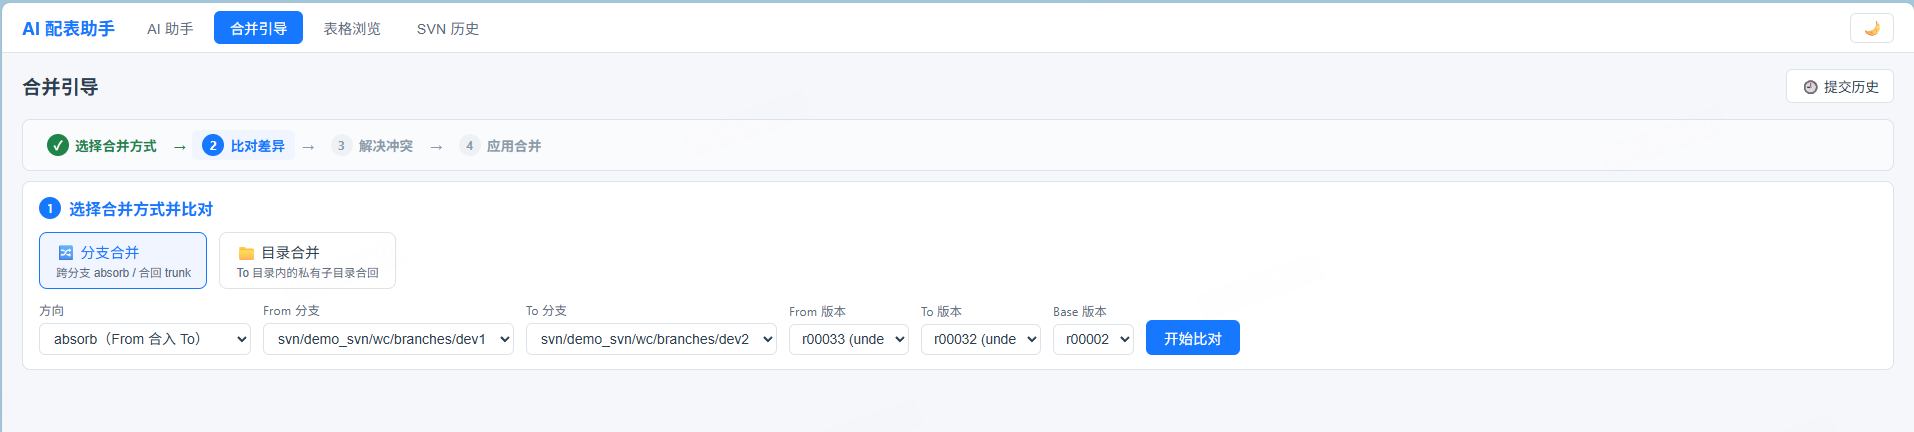 AI 配表助手 AI 助手 合并引导 表格浏览 SVN 历史
合并引导
提交历史
✓ 选择合并方式 → 2 比对差异 → 3 解决冲突 → 4 应用合并
1 选择合并方式并比对
分支合并
跨分支 absorb / 合回 trunk
目录合并
To 目录内的私有子目录合回
方向 From 分支 To 分支 From 版本 To 版本 Base 版本
absorb（From 合入 To） svn/demo_svn/wc/branches/dev1 svn/demo_svn/wc/branches/dev2 r00033 (unde r00032 (unde r00002 开始比对